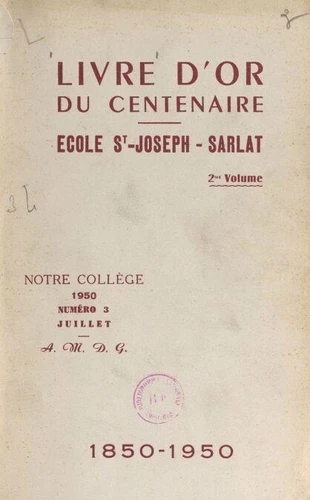 LIVRE D'OR
DU CENTENAIRE
ECOLE ST-JOSEPH - SARLAT
2me Volume
NOTRE COLLÈGE
1950
NUMÉRO 3
JUILLET
A. M. D. G.
1850-1950